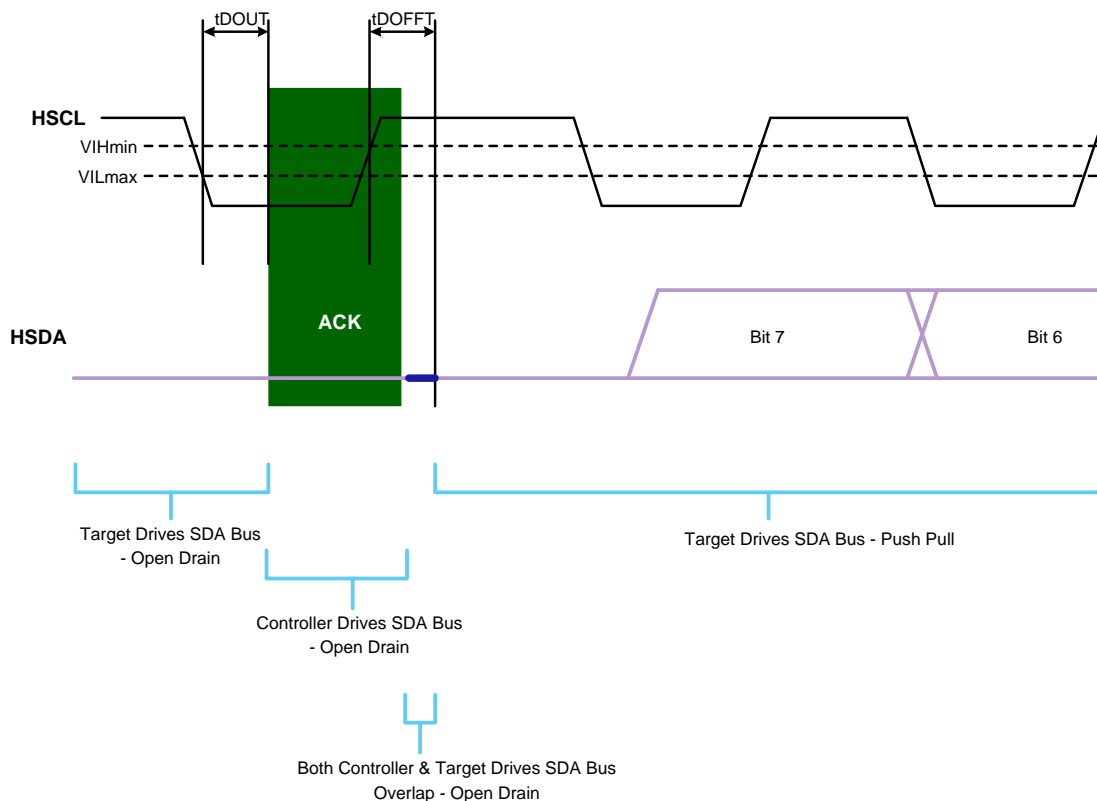 tDOUT
tDOFFT
HSCL
VIHmin
VILmax
ACK
HSDA
Bit 7
Bit 6
Target Drives SDA Bus
- Open Drain
Target Drives SDA Bus - Push Pull
Controller Drives SDA Bus
- Open Drain
Both Controller & Target Drives SDA Bus
Overlap - Open Drain